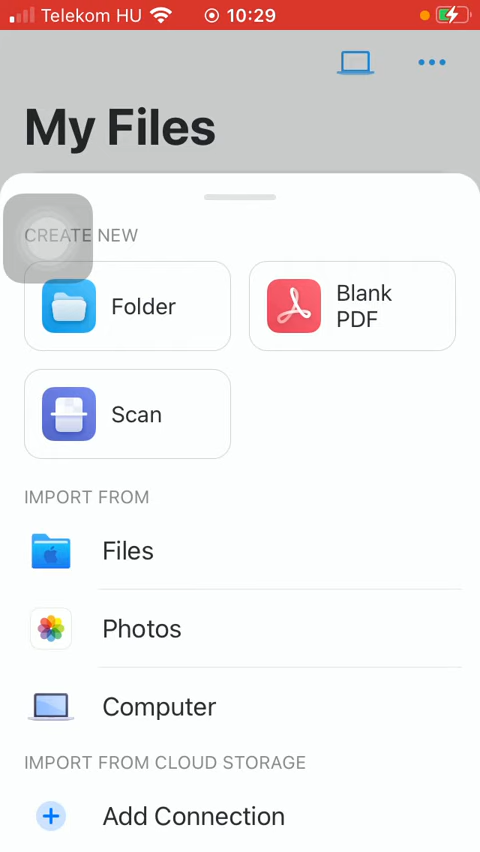 Telekom HU 10:29
My Files
CREATE NEW
Folder
Blank
PDF
Scan
IMPORT FROM
Files
Photos
Computer
IMPORT FROM CLOUD STORAGE
Add Connection